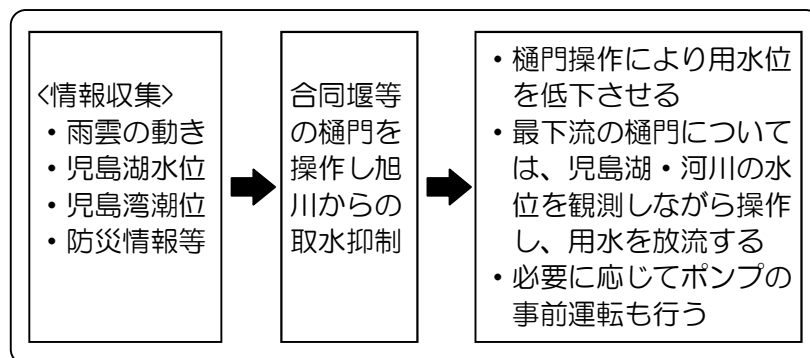 <情報収集>
・雨雲の動き
・児島湖水位
・児島湾潮位
・防災情報等
合同堰等
の樋門を
操作し旭
川からの
取水抑制
・樋門操作により用水位
を低下させる
・最下流の樋門について
は、児島湖・河川の水
位を観測しながら操作
し、用水を放流する
・必要に応じてポンプの
事前運転も行う